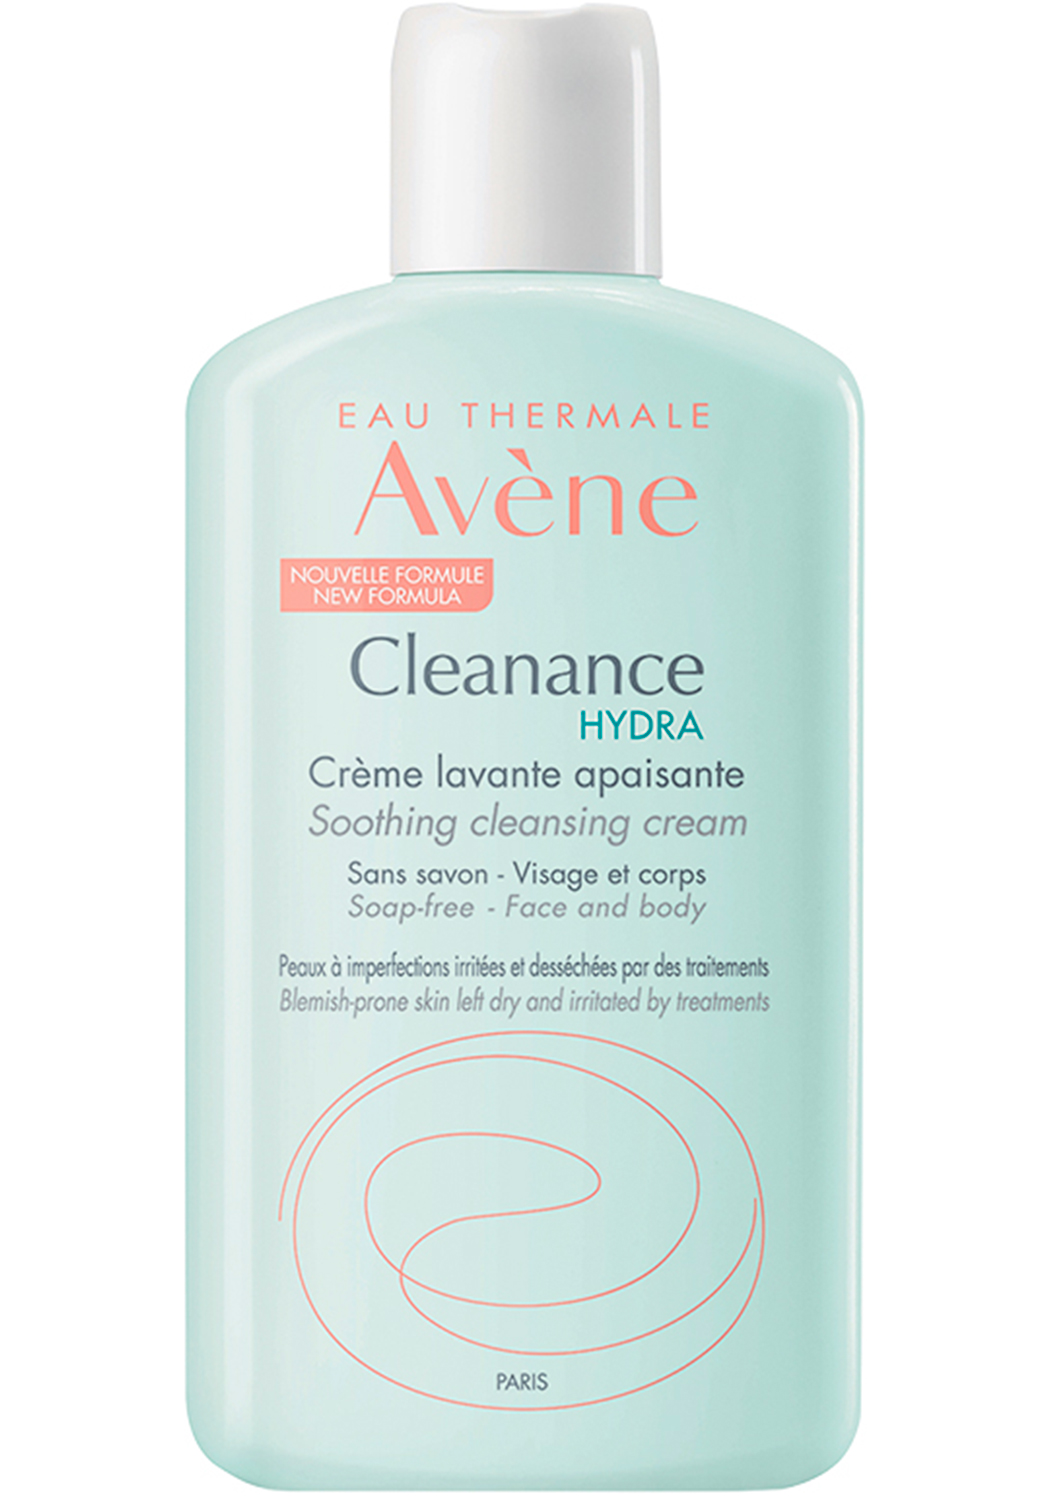 EAU THERMALE
Avène
NOUVELLE FORMULE
NEW FORMULA
Cleanance
HYDRA
Crème lavante apaisante
Soothing cleansing cream
Sans savon - Visage et corps
Soap-free - Face and body
Peaux à imperfections irritées et desséchées par des traitements
Blemish-prone skin left dry and irritated by treatments
PARIS